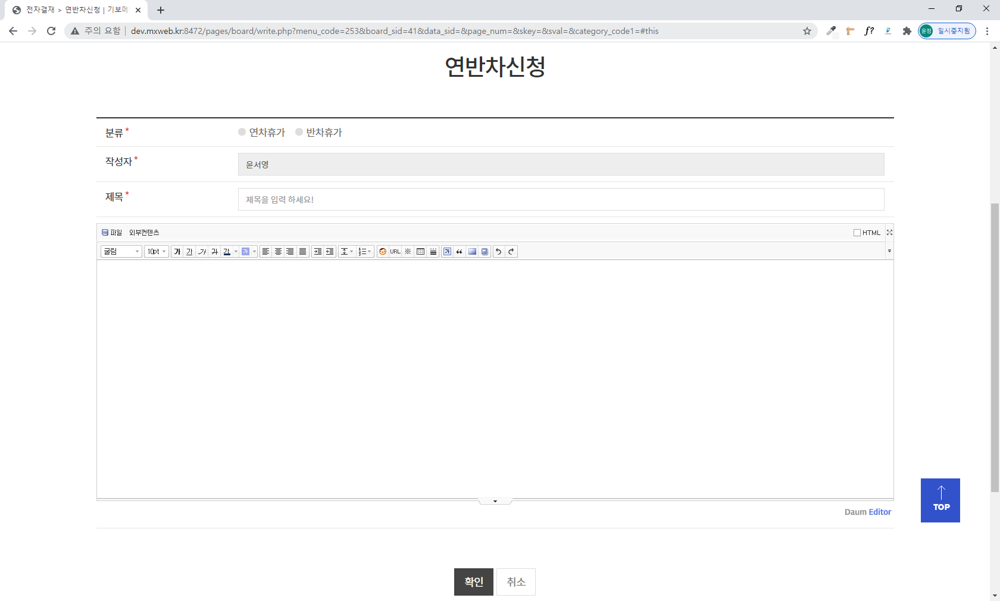 전자결재 > 연반차신청 | 기보메
주의 요함 dev.mxweb.kr:8472/pages/board/write.php?menu_code=253&board_sid=41&data_sid=&page_num=&skey=&sval=&category_code1=#this f? 윤정 일시중지됨
연반차신청
분류* 연차휴가 반차휴가
작성자* 윤서영
제목* 제목을 입력 하세요!
파일 외부컨텐츠 HTML
굴림 10pt 가 가 가 가 가 가 URL ※ 가 “
Daum Editor
TOP
확인 취소